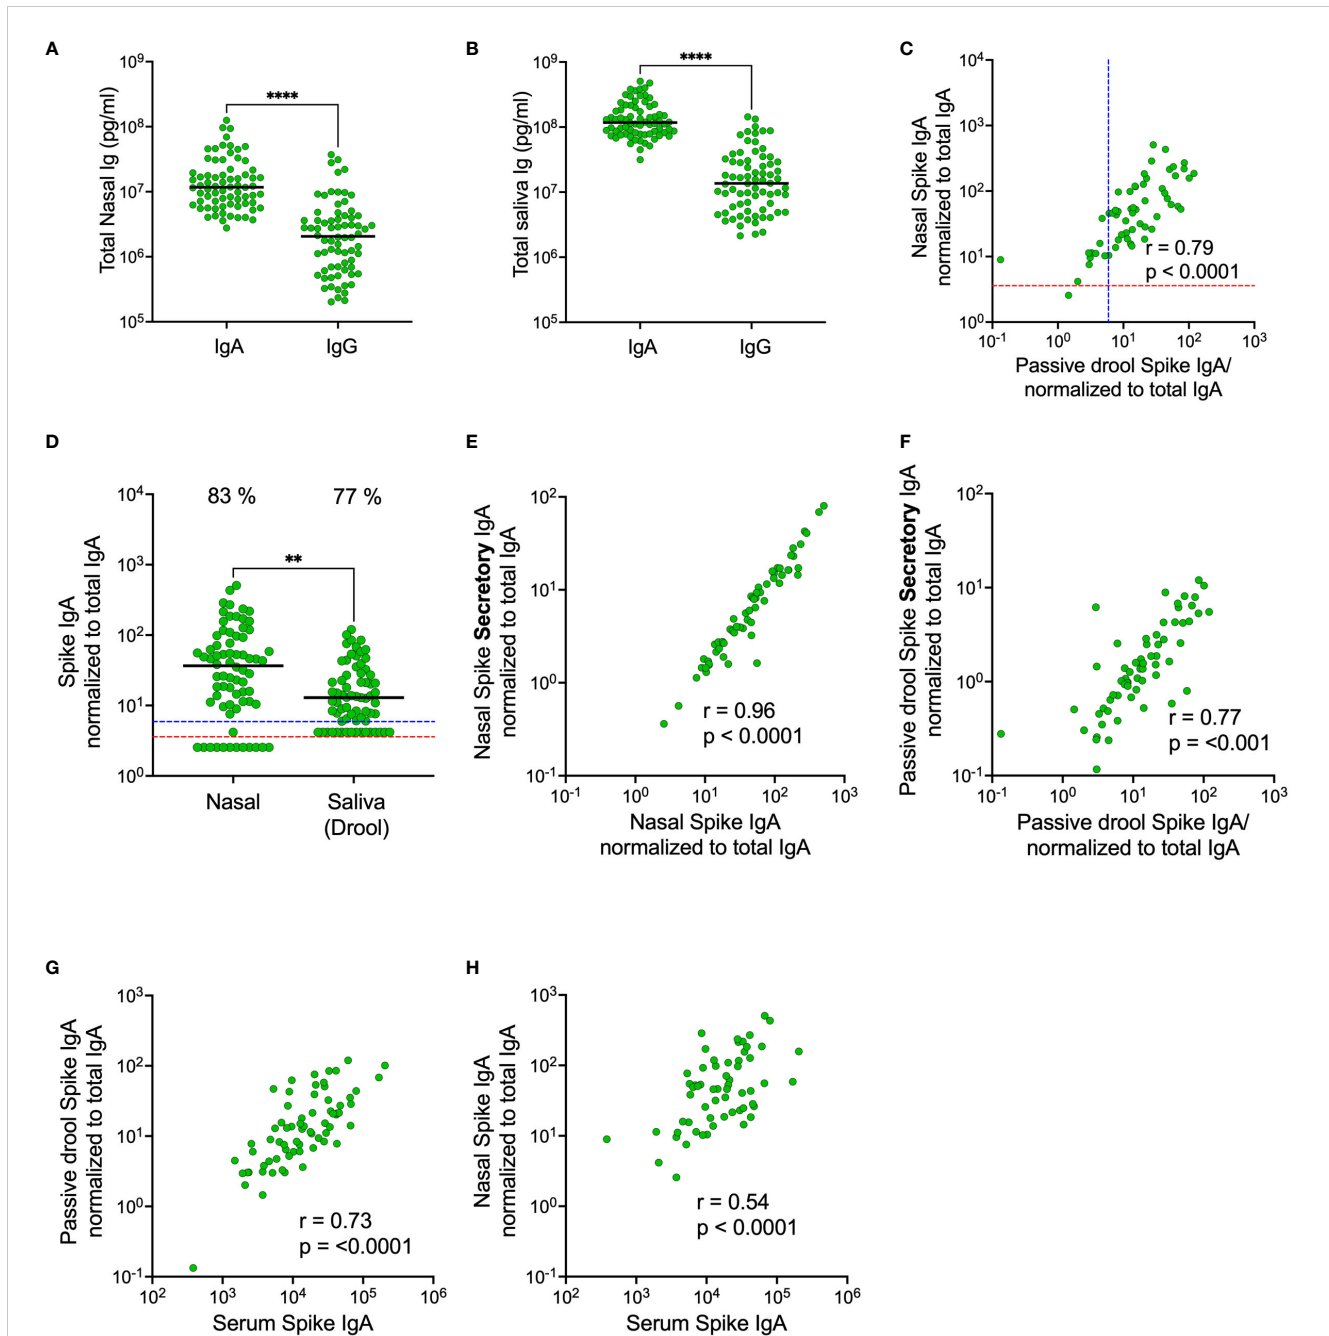 A
Total Nasal Ig (pg/ml)
10⁹
10⁸
10⁷
10⁶
10⁵
****
IgA
IgG
B
Total saliva Ig (pg/ml)
10⁹
10⁸
10⁷
10⁶
10⁵
****
IgA
IgG
C
Nasal Spike IgA
normalized to total IgA
10⁴
10³
10²
10¹
10⁰
r = 0.79
p < 0.0001
10⁻¹
10⁰
10¹
10²
10³
Passive drool Spike IgA/
normalized to total IgA
D
Spike IgA
normalized to total IgA
10⁴
10³
10²
10¹
10⁰
83 %
77 %
**
Nasal
Saliva
(Drool)
E
Nasal Spike Secretory IgA
normalized to total IgA
10²
10¹
10⁰
10⁻¹
r = 0.96
p < 0.0001
10⁻¹
10⁰
10¹
10²
10³
Nasal Spike IgA
normalized to total IgA
F
Passive drool Spike Secretory IgA
normalized to total IgA
10²
10¹
10⁰
10⁻¹
r = 0.77
p = <0.001
10⁻¹
10⁰
10¹
10²
10³
Passive drool Spike IgA/
normalized to total IgA
G
Passive drool Spike IgA
normalized to total IgA
10³
10²
10¹
10⁰
10⁻¹
r = 0.73
p = <0.0001
10²
10³
10⁴
10⁵
10⁶
Serum Spike IgA
H
Nasal Spike IgA
normalized to total IgA
10³
10²
10¹
10⁰
10⁻¹
r = 0.54
p < 0.0001
10²
10³
10⁴
10⁵
10⁶
Serum Spike IgA